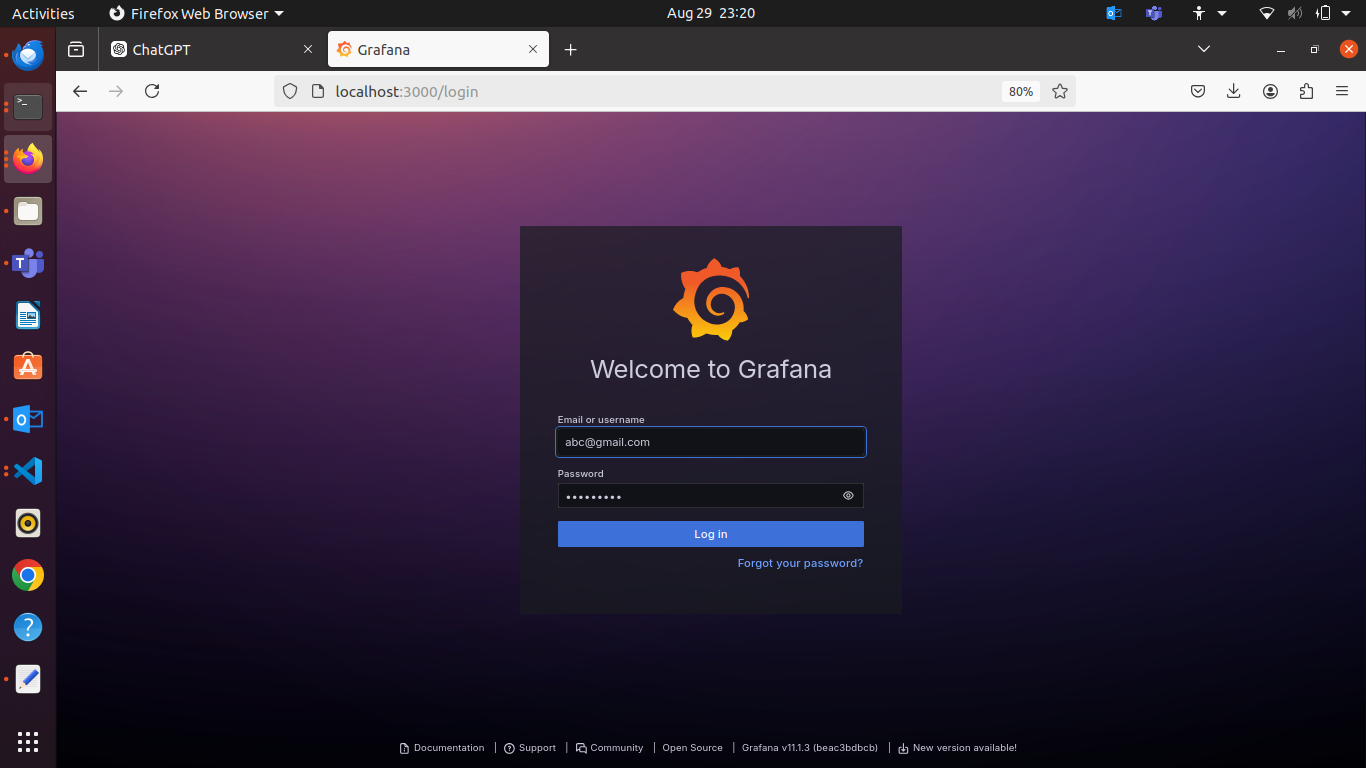 Activities
Firefox Web Browser
Aug 29 23:20
ChatGPT
Grafana
localhost:3000/login
80%
Welcome to Grafana
Email or username
abc@gmail.com
Password
•••••••••
Log in
Forgot your password?
Documentation | Support | Community | Open Source | Grafana v11.1.3 (beac3bdbcb) | New version available!